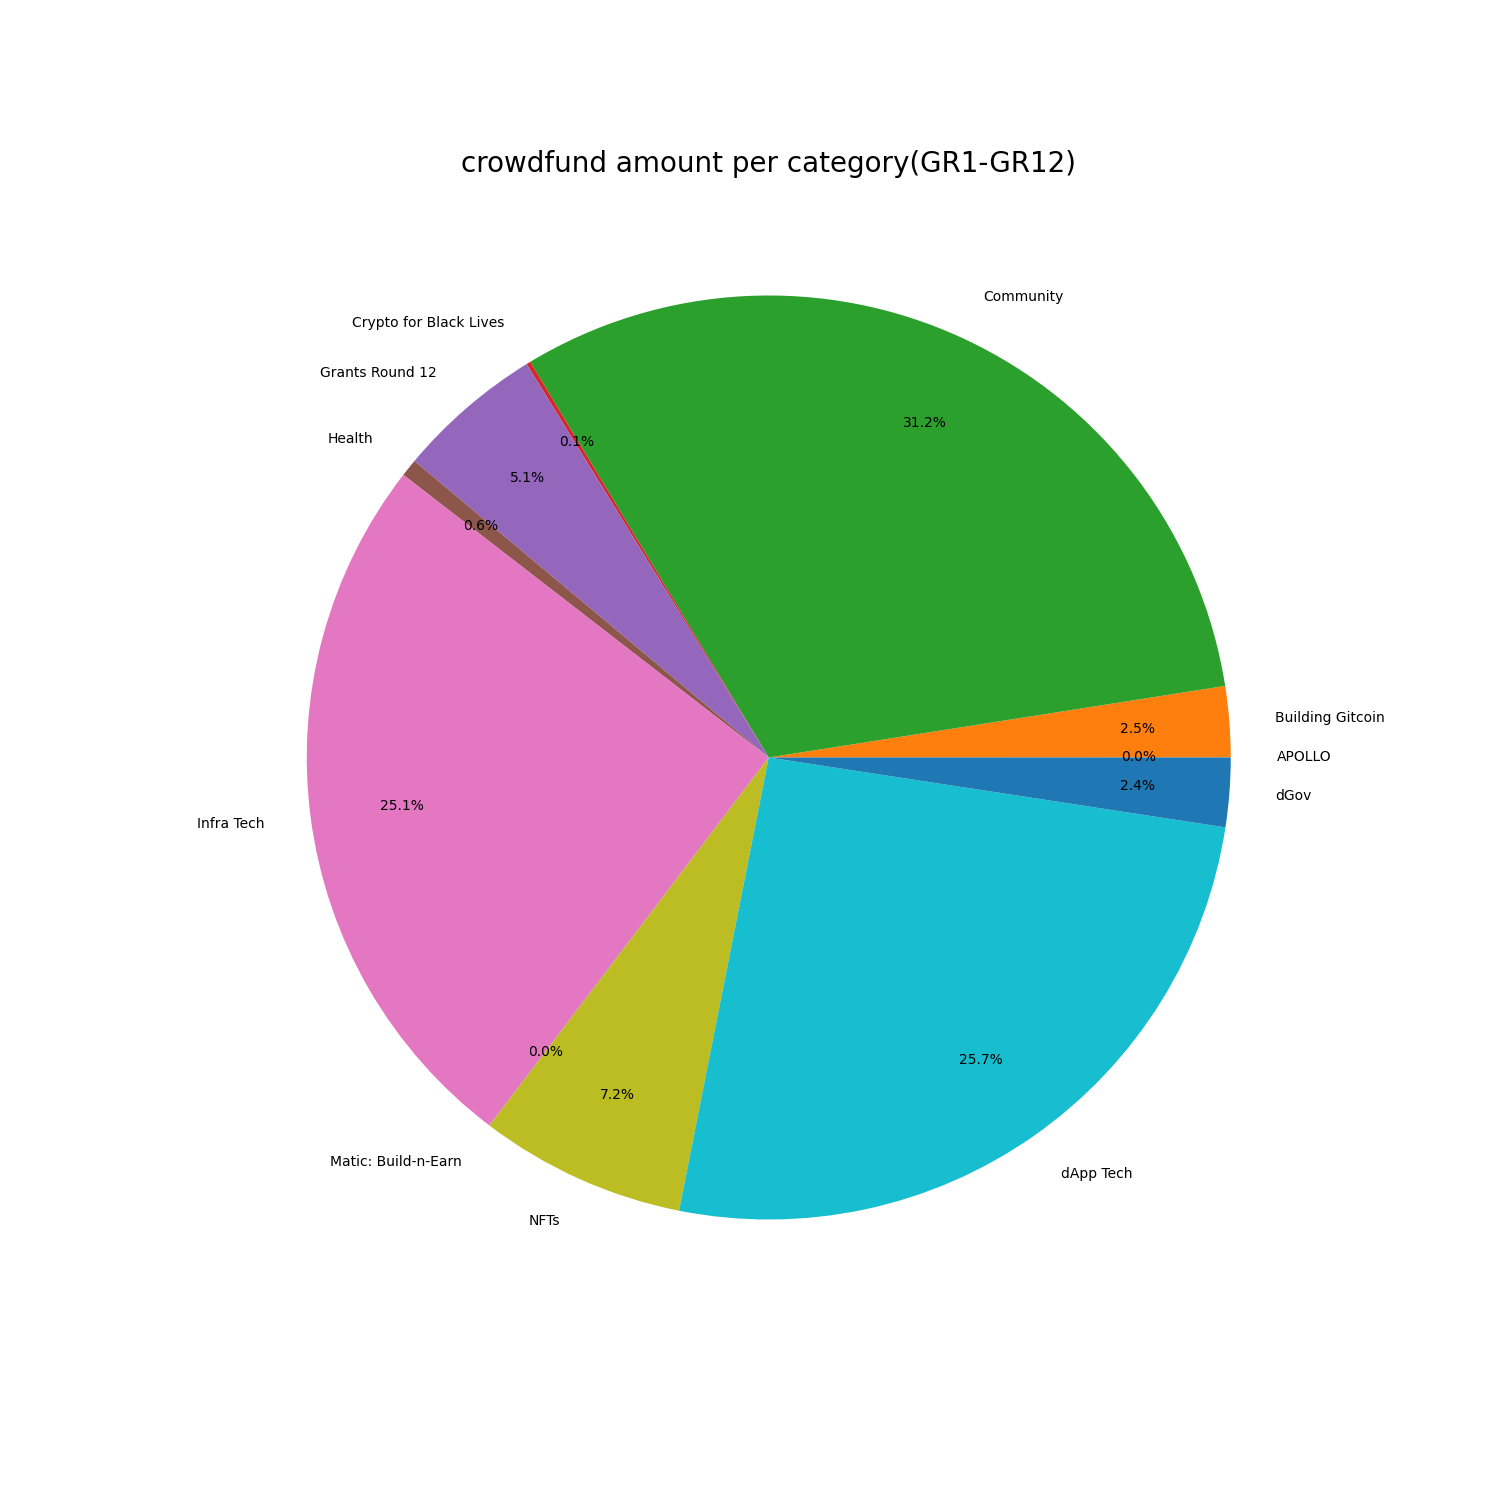 crowdfund amount per category(GR1-GR12)
Community
Crypto for Black Lives
Grants Round 12
31.2%
Health
0.1%
5.1%
0.6%
Building Gitcoin
2.5%
APOLLO
0.0%
2.4%
dGov
25.1%
Infra Tech
0.0%
25.7%
7.2%
Matic: Build-n-Earn
dApp Tech
NFTs